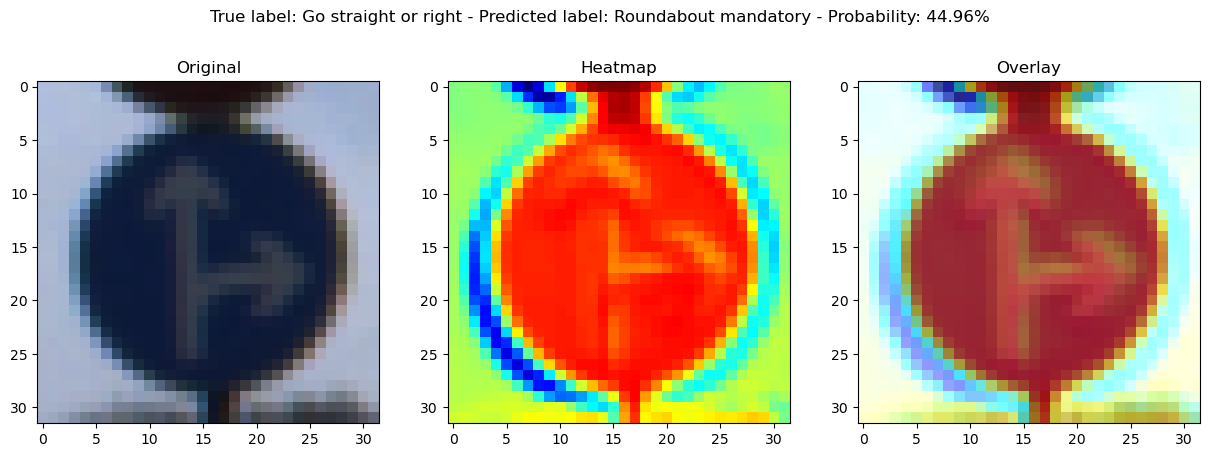 True label: Go straight or right - Predicted label: Roundabout mandatory - Probability: 44.96%
Original Heatmap Overlay
0 0 0
5 5 5
10 10 10
15 15 15
20 20 20
25 25 25
30 30 30
0 5 10 15 20 25 30 0 5 10 15 20 25 30 0 5 10 15 20 25 30